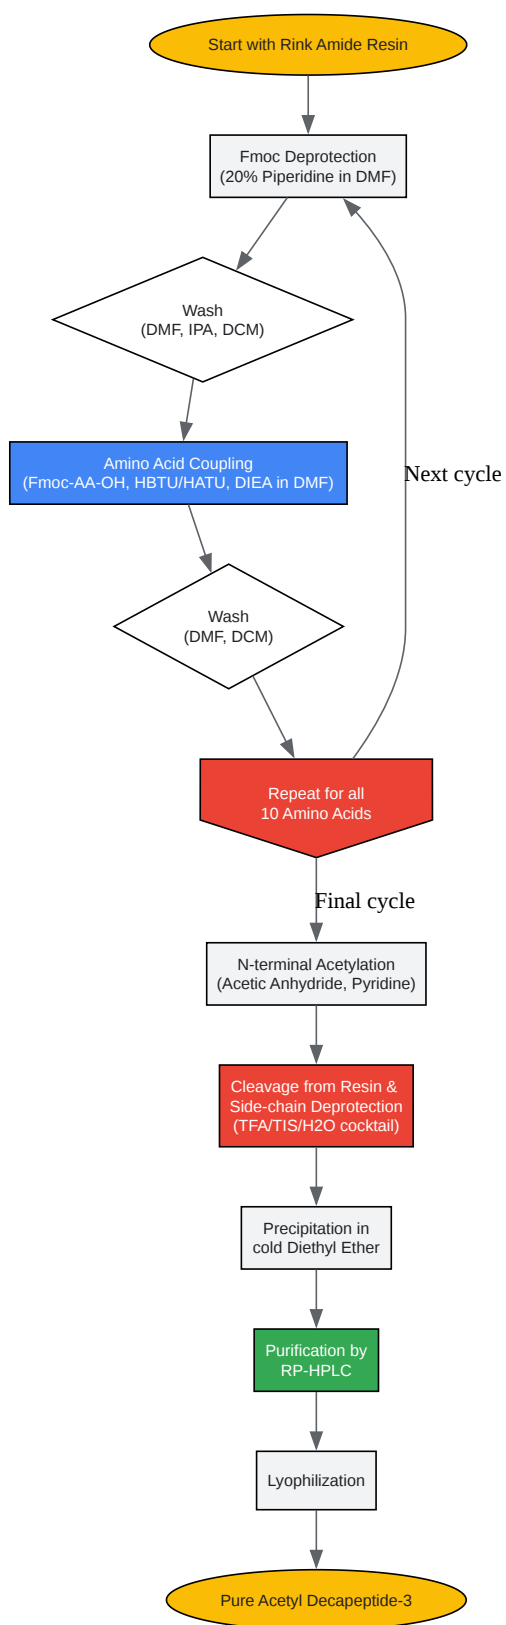 Start with Rink Amide Resin
Fmoc Deprotection
(20% Piperidine in DMF)
Wash
(DMF, IPA, DCM)
Amino Acid Coupling
(Fmoc-AA-OH, HBTU/HATU, DIEA in DMF)
Next cycle
Wash
(DMF, DCM)
Repeat for all
10 Amino Acids
Final cycle
N-terminal Acetylation
(Acetic Anhydride, Pyridine)
Cleavage from Resin &
Side-chain Deprotection
(TFA/TIS/H2O cocktail)
Precipitation in
cold Diethyl Ether
Purification by
RP-HPLC
Lyophilization
Pure Acetyl Decapeptide-3